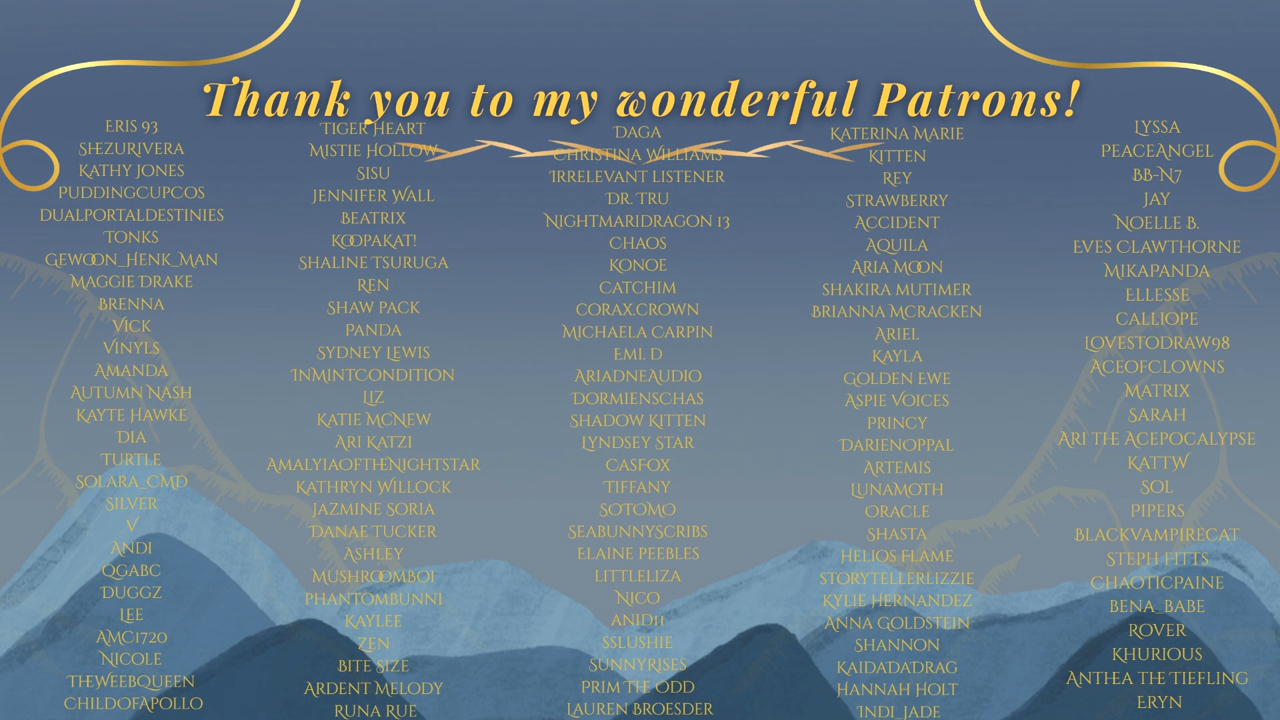 Thank you to my wonderful Patrons!
Eris 93
ShezuRivera
Kathy Jones
Puddingcupcos
dualportaldestinies
Tonks
Gewoon_Henk_Man
Maggie Drake
Brenna
Vick
Vinyls
Amanda
Autumn Nash
Kayte Hawke
Dia
Turtle
Solara_CMD
Silver
V
Andi
QGABC
Duggz
Lee
AMC1720
Nicole
TheWeebQueen
ChildofApollo
Tiger Heart
Mistie Hollow
Sisu
Jennifer Wall
Beatrix
Koopakat!
Shaline Tsuruga
Ren
Shaw Pack
Panda
Sydney Lewis
InMintCondition
Liz
Katie McNew
Ari Katzi
AmalyiaoftheNightstar
Kathryn Willock
Jazmine Soria
Danae Tucker
Ashley
Mushroomboi
Phantombunni
Kaylee
Zen
Bite Size
Ardent Melody
Runa Rue
Daga
Christina Williams
Irrelevant Listener
Dr. Tru
Nightmaridragon 13
Chaos
Konoe
Catchim
corax.crown
Michaela Carpin
Emi. D
AriadneAudio
Dormienschas
Shadow Kitten
Lyndsey Star
Casfox
Tiffany
Sotomo
SeabunnyScribs
Elaine Peebles
Littleliza
Nico
Anid11
sslushie
Sunnyrises
Prim the Odd
Lauren Broesder
Katerina Marie
Kitten
Rey
Strawberry
Accident
Aquila
Aria Moon
shakira mutimer
Brianna McRacken
Ariel
Kayla
Golden Ewe
Aspie Voices
Princy
Darienoppal
Artemis
LunaMoth
Oracle
Shasta
Helios Flame
Storytellerlizzie
Kylie Hernandez
Anna Goldstein
Shannon
Kaidadadrag
Hannah Holt
Indi_Jade
Lyssa
PeaceAngel
BB-N7
Jay
Noelle B.
Eves Clawthorne
Mikapanda
Ellesse
Calliope
Lovestodraw98
Aceofclowns
Matrix
Sarah
Ari the Acepocalypse
KattW
Sol
Pipers
Blackvampirecat
Steph Fitts
Chaoticpaine
bena_babe
Rover
Khurious
Anthea the Tiefling
Eryn